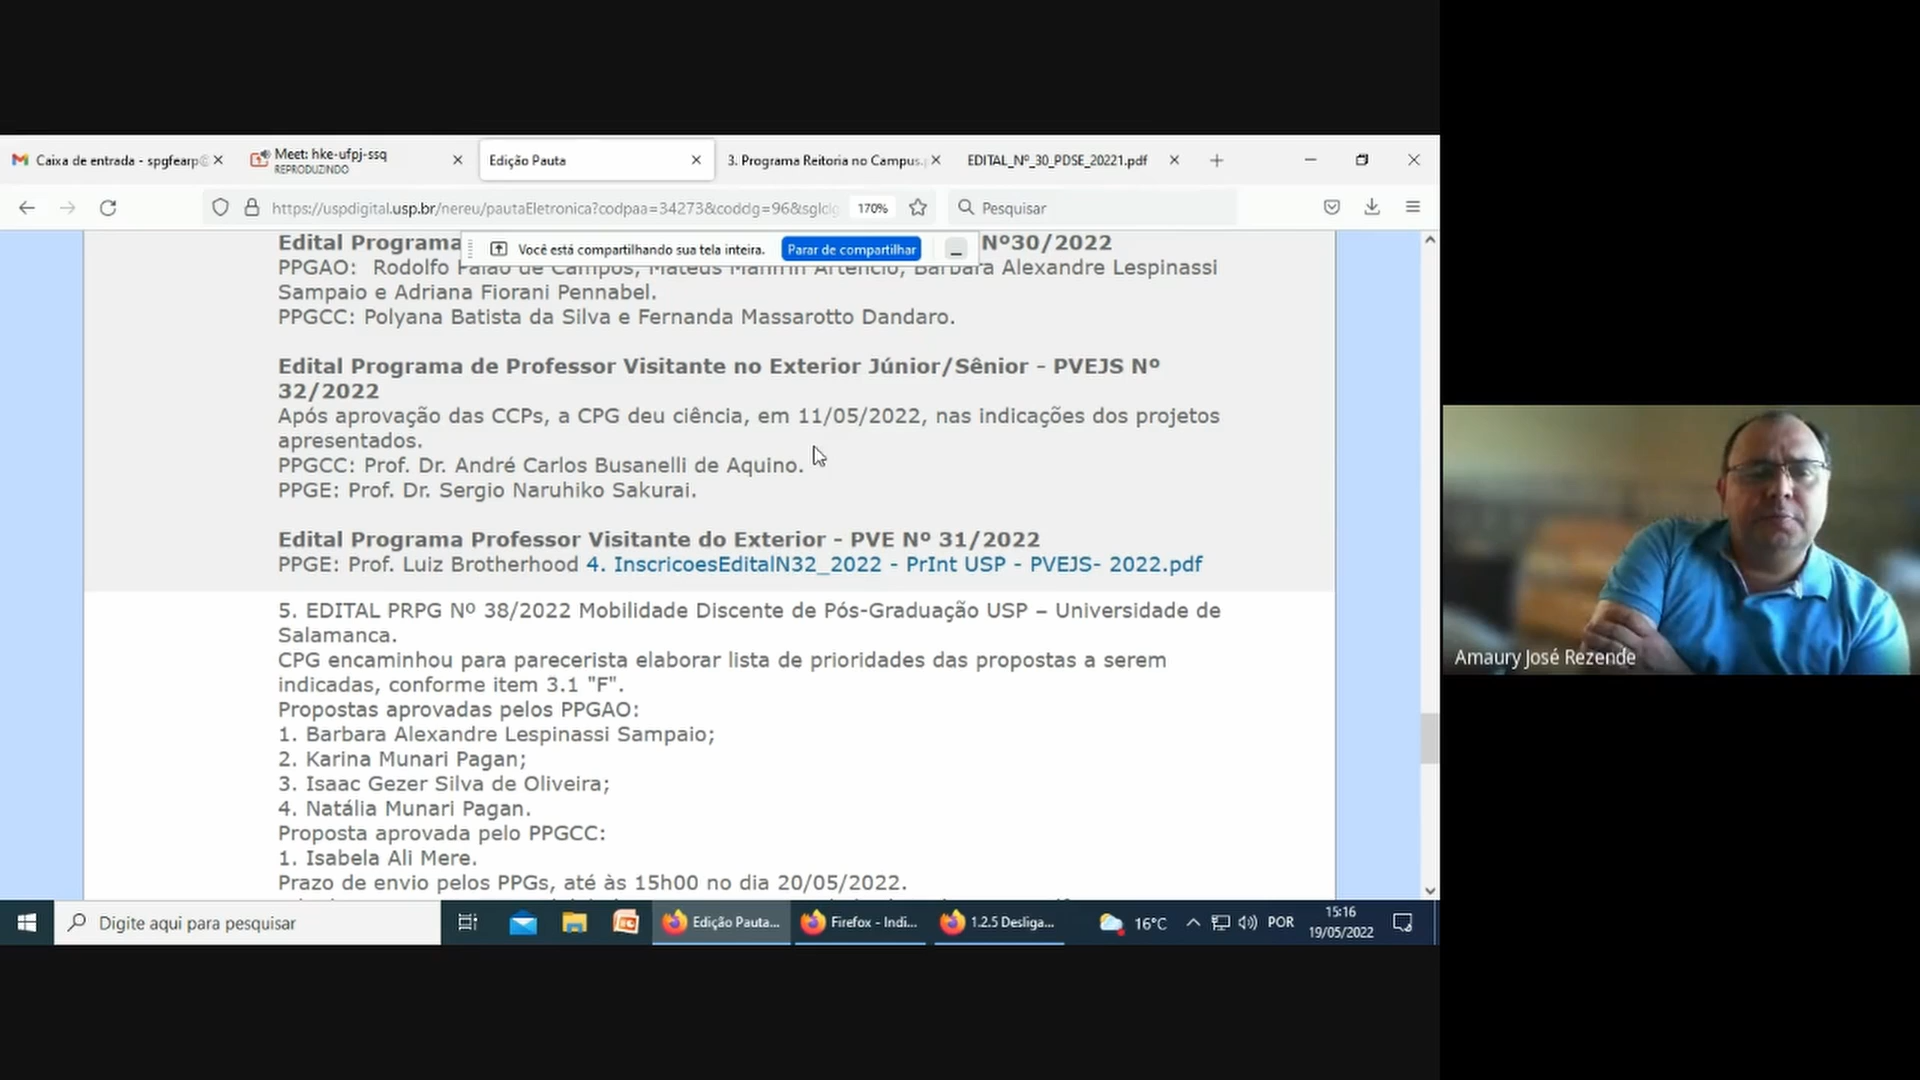 Caixa de entrada - spgfearp@
Meet: hke-ufpj-ssq
REPRODUZINDO
Edição Pauta
3. Programa Reitoria no Campus.p
EDITAL_Nº_30_PDSE_20221.pdf
https://uspdigital.usp.br/nereu/pautaEletronica?codpaa=34273&codclg=96&sglclg
170%
Pesquisar
Edital Programa Nº30/2022
Você está compartilhando sua tela inteira.
Parar de compartilhar
PPGAO: Rodolfo de Campos, Mateus Artêncio, Barbara Alexandre Lespinassi
Sampaio e Adriana Fiorani Pennabel.
PPGCC: Polyana Batista da Silva e Fernanda Massarotto Dandaro.
Edital Programa de Professor Visitante no Exterior Júnior/Sênior - PVEJS Nº
32/2022
Após aprovação das CCPs, a CPG deu ciência, em 11/05/2022, nas indicações dos projetos
apresentados.
PPGCC: Prof. Dr. André Carlos Busanelli de Aquino.
PPGE: Prof. Dr. Sergio Naruhiko Sakurai.
Edital Programa Professor Visitante do Exterior - PVE Nº 31/2022
PPGE: Prof. Luiz Brotherhood 4. InscricoesEditalN32_2022 - PrInt USP - PVEJS- 2022.pdf
5. EDITAL PRPG Nº 38/2022 Mobilidade Discente de Pós-Graduação USP – Universidade de
Salamanca.
CPG encaminhou para parecerista elaborar lista de prioridades das propostas a serem
indicadas, conforme item 3.1 "F".
Propostas aprovadas pelos PPGAO:
1. Barbara Alexandre Lespinassi Sampaio;
2. Karina Munari Pagan;
3. Isaac Gezer Silva de Oliveira;
4. Natália Munari Pagan.
Proposta aprovada pelo PPGCC:
1. Isabela Ali Mere.
Prazo de envio pelos PPGs, até às 15h00 no dia 20/05/2022.
Amaury José Rezende
Digite aqui para pesquisar
Edição Pauta...
Firefox - Indi...
1.2.5 Desliga...
16°C
POR
15:16
19/05/2022